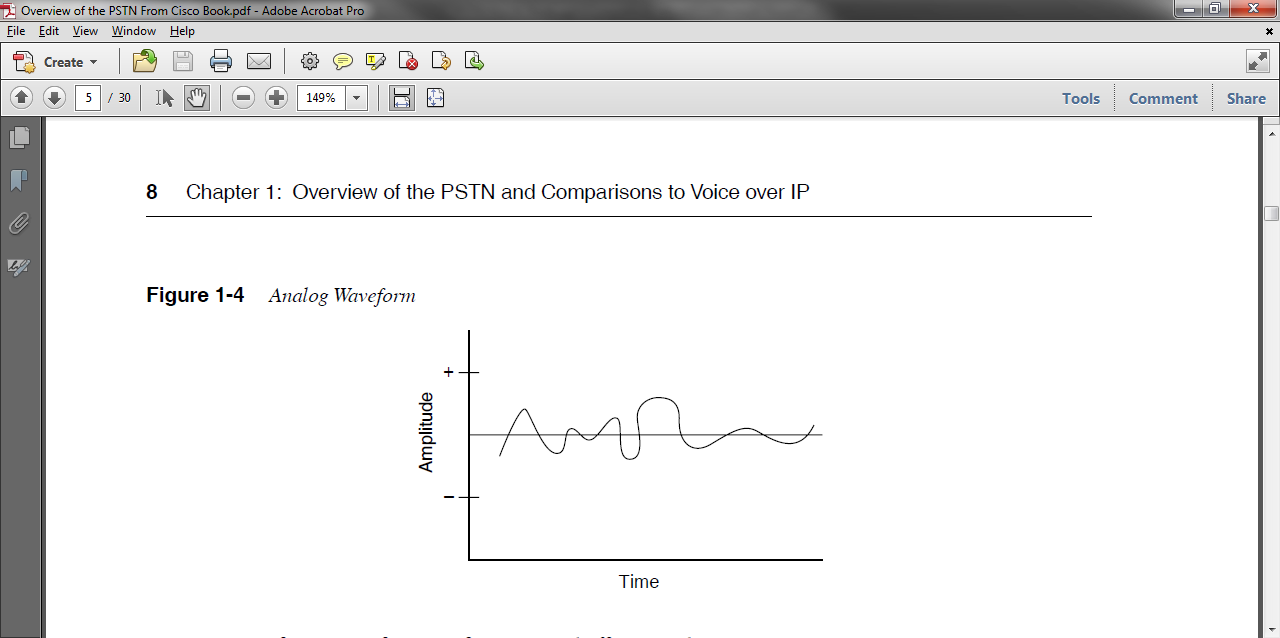 Overview of the PSTN From Cisco Book.pdf - Adobe Acrobat Pro
File Edit View Window Help
Create
5 / 30 149% Tools Comment Share
8 Chapter 1: Overview of the PSTN and Comparisons to Voice over IP
Figure 1-4 Analog Waveform
+
Amplitude
−
Time